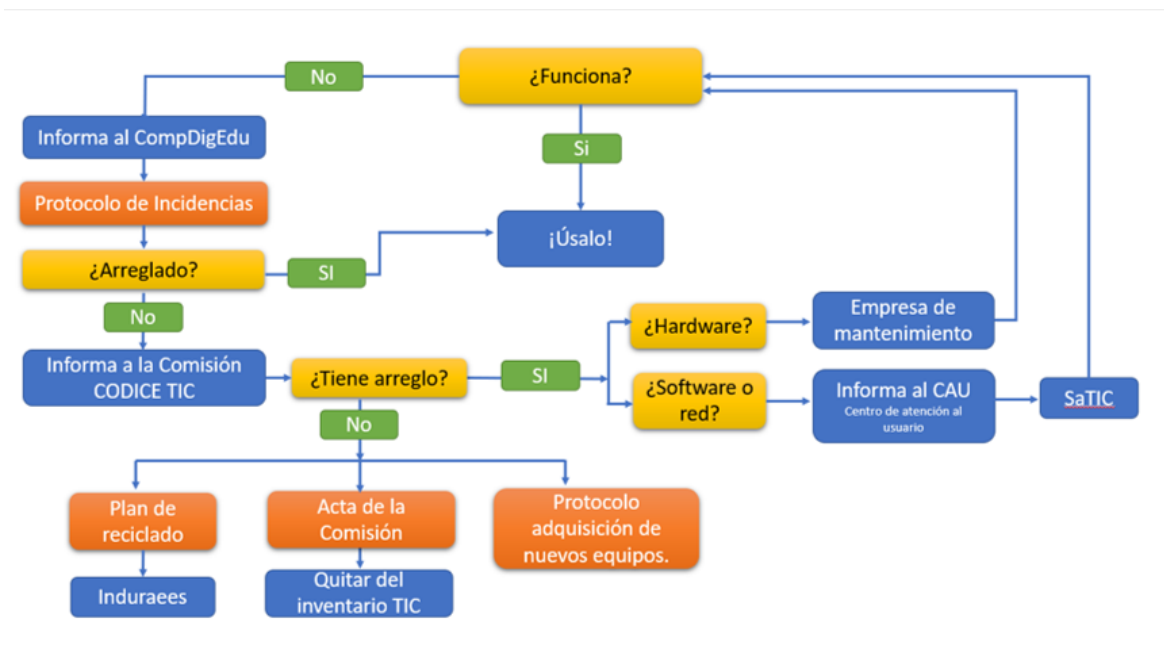 ¿Funciona?
No
Si
Informa al CompDigEdu
Protocolo de Incidencias
¡Úsalo!
¿Arreglado?
SI
No
Informa a la Comisión
CODICE TIC
¿Tiene arreglo?
SI
¿Hardware?
Empresa de
mantenimiento
¿Software o
red?
Informa al CAU
Centro de atención al
usuario
SaTIC
No
Plan de
reciclado
Acta de la
Comisión
Protocolo
adquisición de
nuevos equipos.
Induraees
Quitar del
inventario TIC